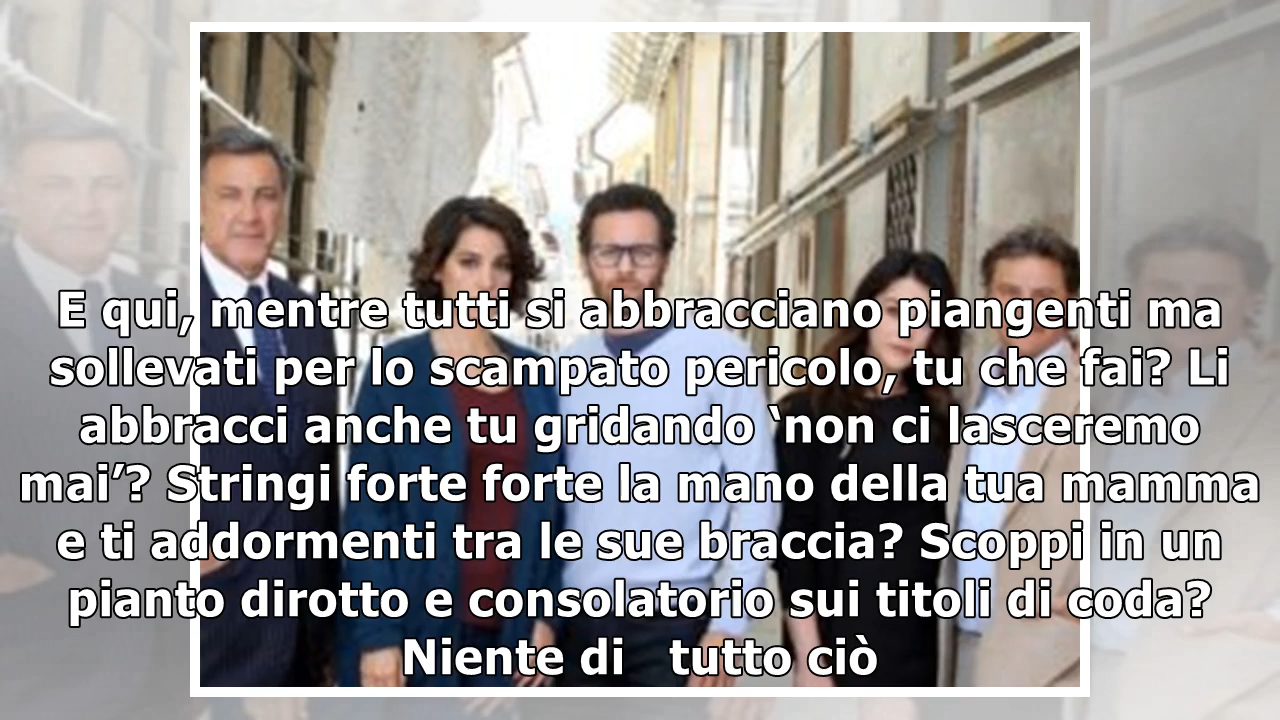 E qui, mentre tutti si abbracciano piangenti ma
sollevati per lo scampato pericolo, tu che fai? Li
abbracci anche tu gridando ‘non ci lasceremo
mai’? Stringi forte forte la mano della tua mamma
e ti addormenti tra le sue braccia? Scoppi in un
pianto dirotto e consolatorio sui titoli di coda?
Niente di   tutto ciò